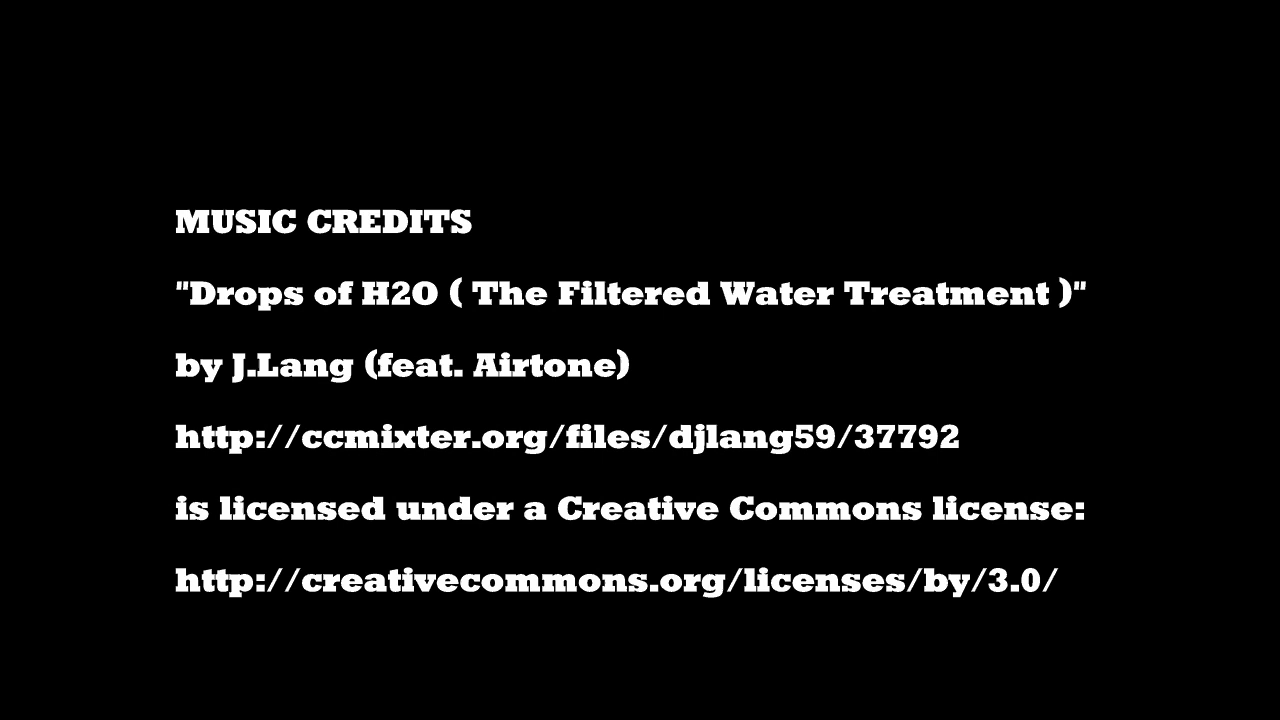 MUSIC CREDITS
"Drops of H2O ( The Filtered Water Treatment )"
by J.Lang (feat. Airtone)
http://ccmixter.org/files/djlang59/37792
is licensed under a Creative Commons license:
http://creativecommons.org/licenses/by/3.0/